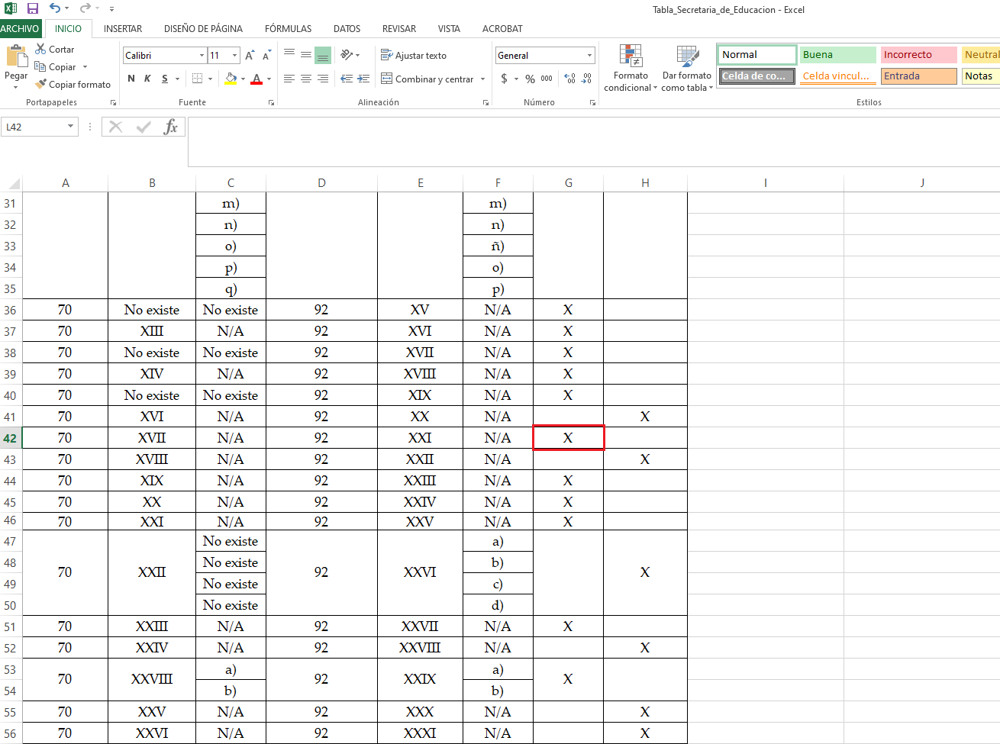 Tabla_Secretaria_de_Educacion - Excel
ARCHIVO INICIO INSERTAR DISEÑO DE PÁGINA FÓRMULAS DATOS REVISAR VISTA ACROBAT
Pegar
Cortar
Copiar
Copiar formato
Portapapeles
Calibri 11 A A
N K S A
Fuente
Ajustar texto
Combinar y centrar
Alineación
General
$ % 000
Número
Formato condicional
Dar formato como tabla
Normal Buena Incorrecto Neutral
Celda de co... Celda vincul... Entrada Notas
Estilos
L42 fx
A B C D E F G H I J
31 m) m)
32 n) n)
33 o) ñ)
34 p) o)
35 q) p)
36 70 No existe No existe 92 XV N/A X
37 70 XIII N/A 92 XVI N/A X
38 70 No existe No existe 92 XVII N/A X
39 70 XIV N/A 92 XVIII N/A X
40 70 No existe No existe 92 XIX N/A X
41 70 XVI N/A 92 XX N/A X
42 70 XVII N/A 92 XXI N/A X
43 70 XVIII N/A 92 XXII N/A X
44 70 XIX N/A 92 XXIII N/A X
45 70 XX N/A 92 XXIV N/A X
46 70 XXI N/A 92 XXV N/A X
47 No existe a)
48 70 XXII No existe 92 XXVI b) X
49 No existe c)
50 No existe d)
51 70 XXIII N/A 92 XXVII N/A X
52 70 XXIV N/A 92 XXVIII N/A X
53 70 XXVIII a) 92 XXIX a) X
54 b) b)
55 70 XXV N/A 92 XXX N/A X
56 70 XXVI N/A 92 XXXI N/A X